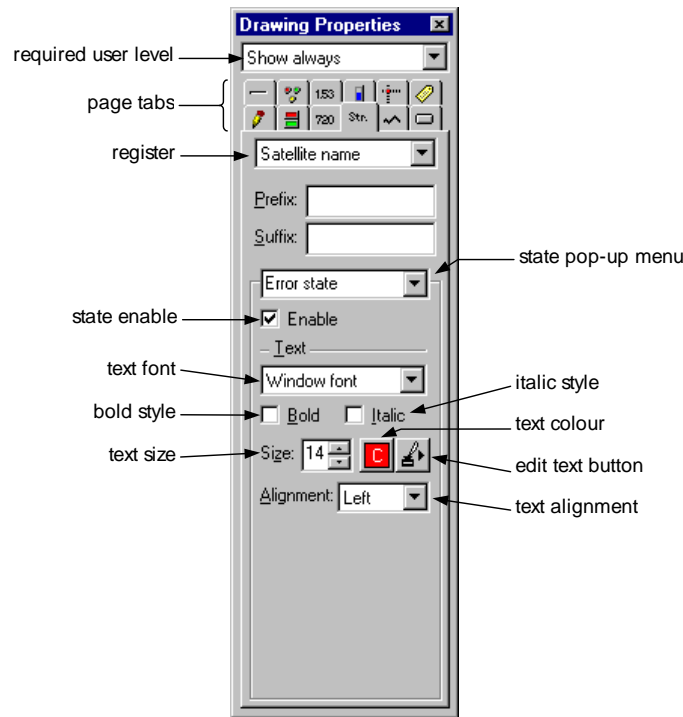 Drawing Properties
required user level
Show always
page tabs
153
720
Str.
register
Satellite name
Prefix:
Suffix:
state pop-up menu
Error state
state enable
Enable
Text
text font
Window font
italic style
bold style
Bold
Italic
text colour
text size
Size:
14
C
edit text button
Alignment:
Left
text alignment